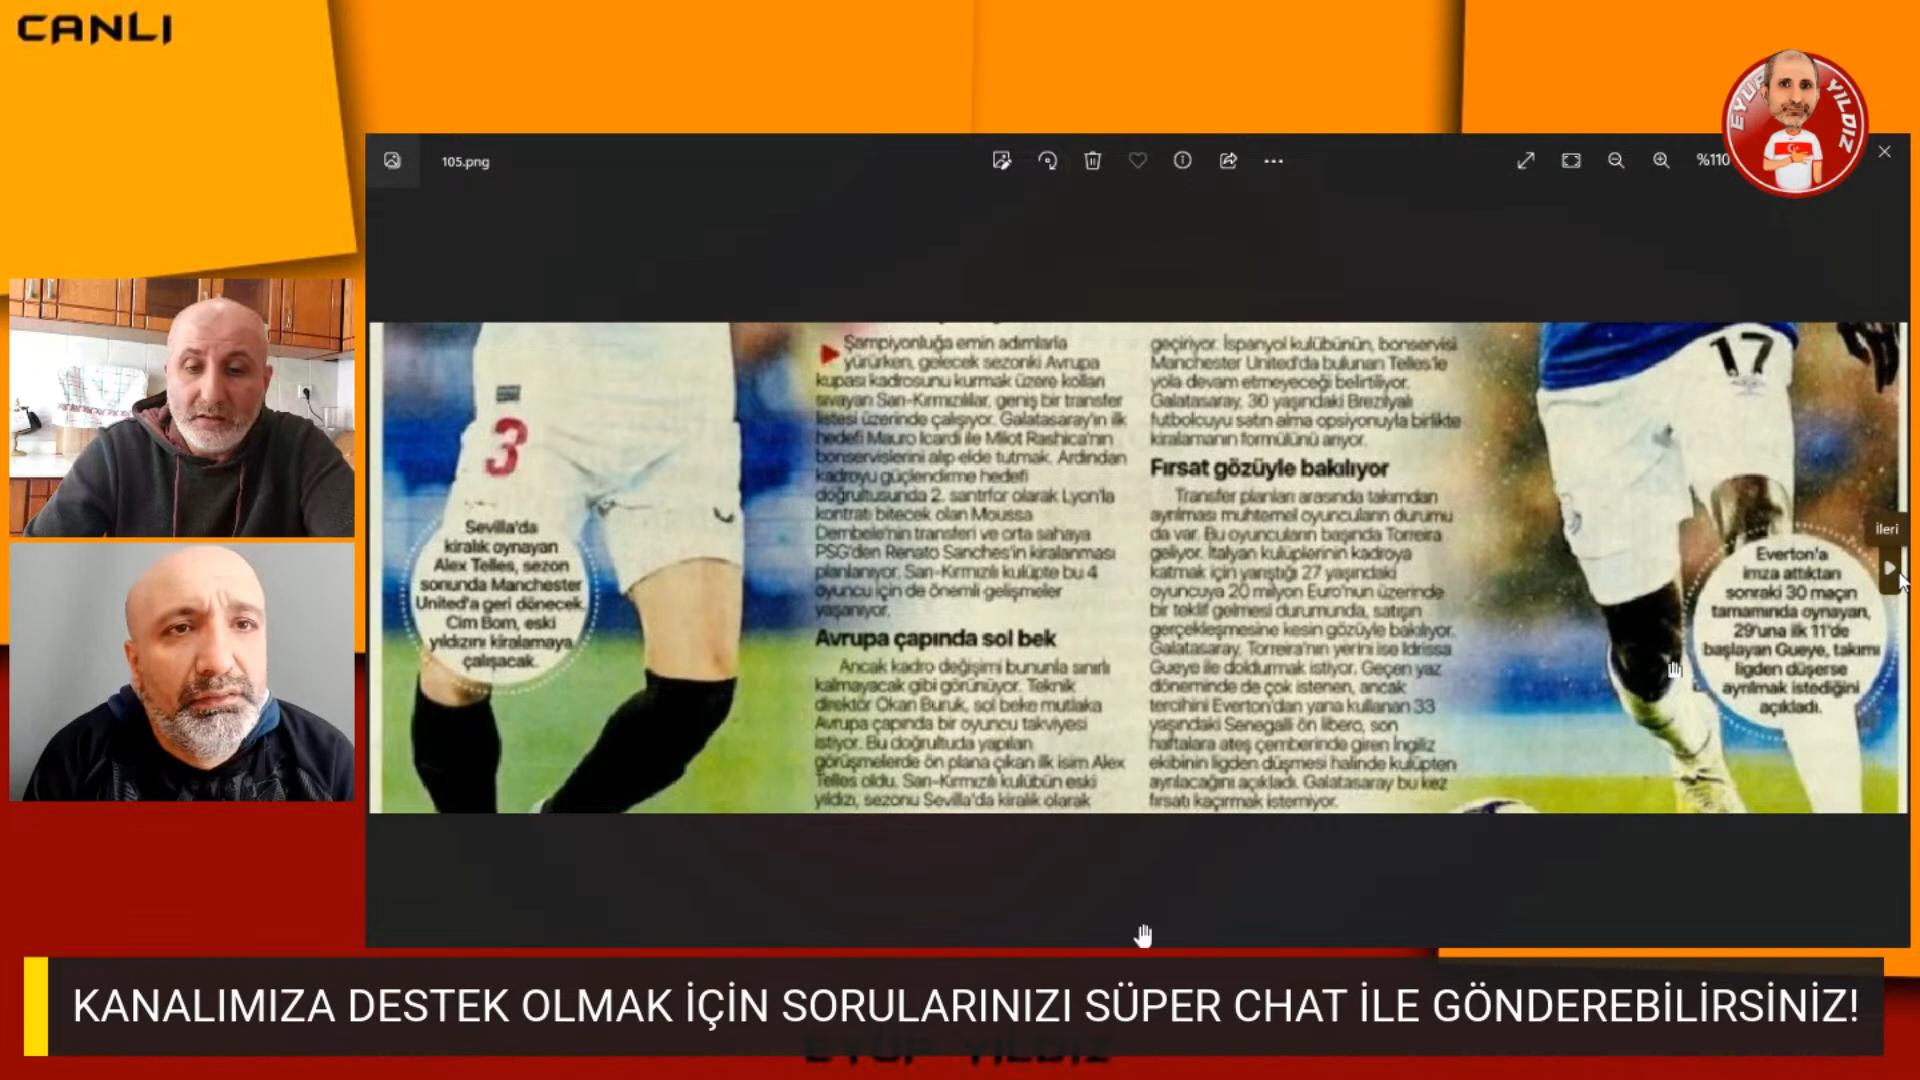 CANLI
EYÜP YILDIZ
105.png
%110
Şampiyonluğa emin adımlarla
yürürken, gelecek sezonki Avrupa
kupası kadrosunu kurmak üzere kolları
sıvayan Sarı-Kırmızılılar, geniş bir transfer
listesi üzerinde çalışıyor. Galatasaray'ın ilk
hedefi Mauro Icardi ile Milot Rashica'nın
bonservislerini alıp elde tutmak. Ardından
kadroyu güçlendirme hedefi
doğrultusunda 2. santrfor olarak Lyon'la
kontratı bitecek olan Moussa
Dembele'nin transferi ve orta sahaya
PSG'den Renato Sanches'in kiralanması
planlanıyor. Sarı-Kırmızılı kulüpte bu 4
oyuncu için de önemli gelişmeler
yaşanıyor.
Avrupa çapında sol bek
Ancak kadro değişimi bununla sınırlı
kalmayacak gibi görünüyor. Teknik
direktör Okan Buruk, sol beke mutlaka
Avrupa çapında bir oyuncu takviyesi
istiyor. Bu doğrultuda yapılan
görüşmelerde ön plana çıkan ilk isim Alex
Telles oldu. Sarı-Kırmızılı kulübün eski
yıldızı, sezonu Sevilla'da kiralık olarak
geçiriyor. İspanyol kulübünün, bonservisi
Manchester United'da bulunan Telles'le
yola devam etmeyeceği belirtiliyor.
Galatasaray, 30 yaşındaki Brezilyalı
futbolcuyu satın alma opsiyonuyla birlikte
kiralamanın formülünü arıyor.
Fırsat gözüyle bakılıyor
Transfer planları arasında takımdan
ayrılması muhtemel oyuncuların durumu
da var. Bu oyuncuların başında Torreira
geliyor. İtalyan kulüplerinin kadroya
katmak için yarıştığı 27 yaşındaki
oyuncuya 20 milyon Euro'nun üzerinde
bir teklif gelmesi durumunda, satışın
gerçekleşmesine kesin gözüyle bakılıyor.
Galatasaray, Torreira'nın yerini ise Idrissa
Gueye ile doldurmak istiyor. Geçen yaz
döneminde de çok istenen, ancak
tercihini Everton'dan yana kullanan 33
yaşındaki Senegalli ön libero, son
haftalara ateş çemberinde giren İngiliz
ekibinin ligden düşmesi halinde kulüpten
ayrılacağını açıkladı. Galatasaray bu kez
fırsatı kaçırmak istemiyor.
3
Sevilla'da
kiralık oynayan
Alex Telles, sezon
sonunda Manchester
United'a geri dönecek.
Cim Bom, eski
yıldızını kiralamaya
çalışacak.
17
İleri
Everton'a
imza attıktan
sonraki 30 maçın
tamamında oynayan,
29'una ilk 11'de
başlayan Gueye, takımı
ligden düşerse
ayrılmak istediğini
açıkladı.
KANALIMIZA DESTEK OLMAK İÇİN SORULARINIZI SÜPER CHAT İLE GÖNDEREBİLİRSİNİZ!
EYÜP YILDIZ